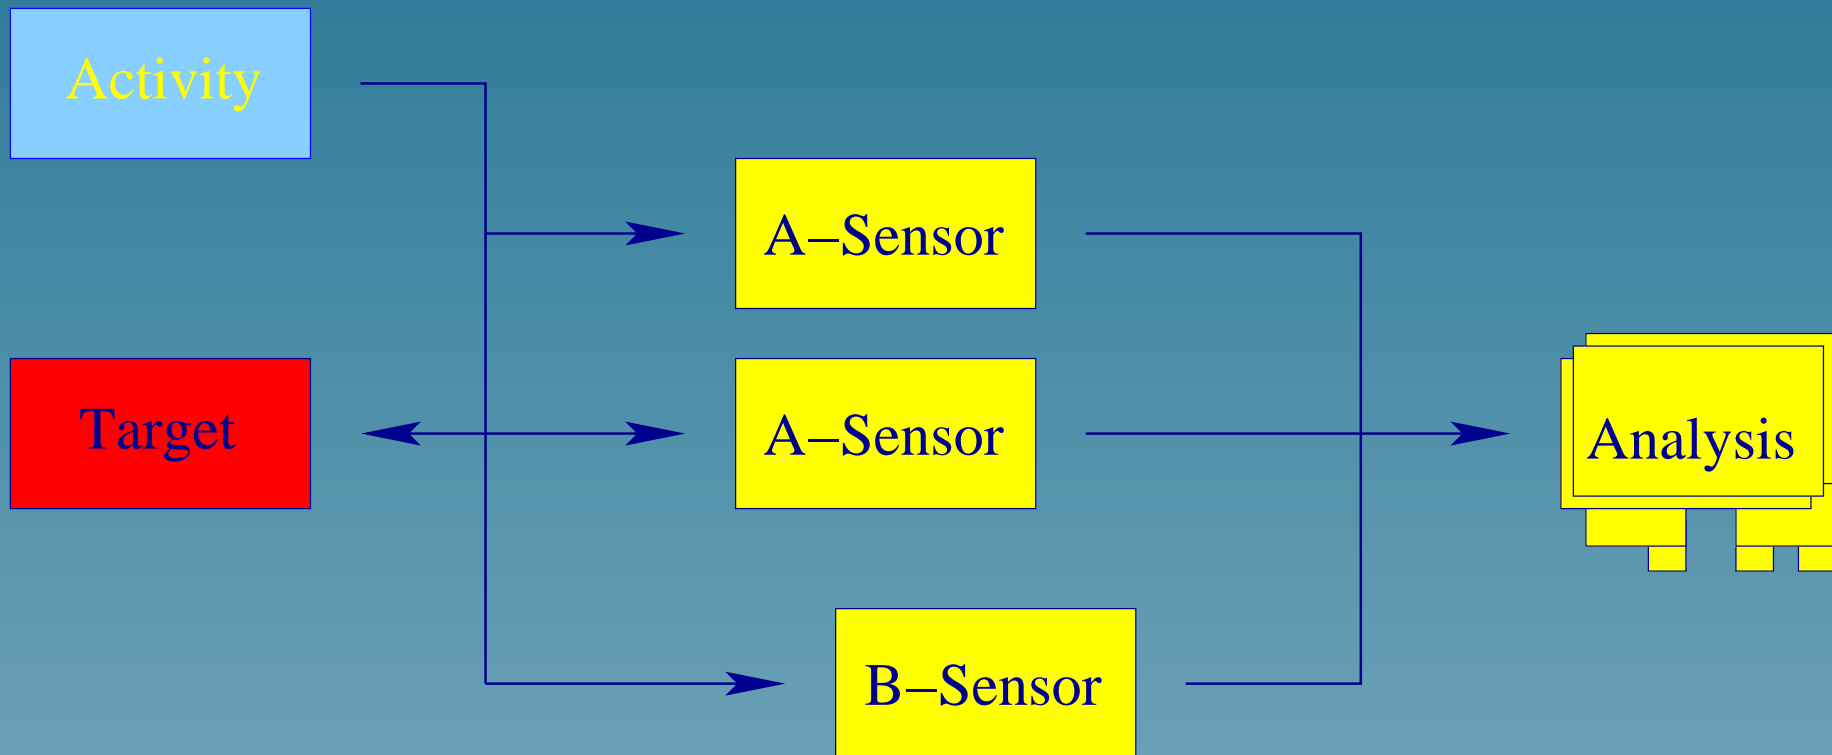 Activity
A–Sensor
Target
A–Sensor
Analysis
B–Sensor